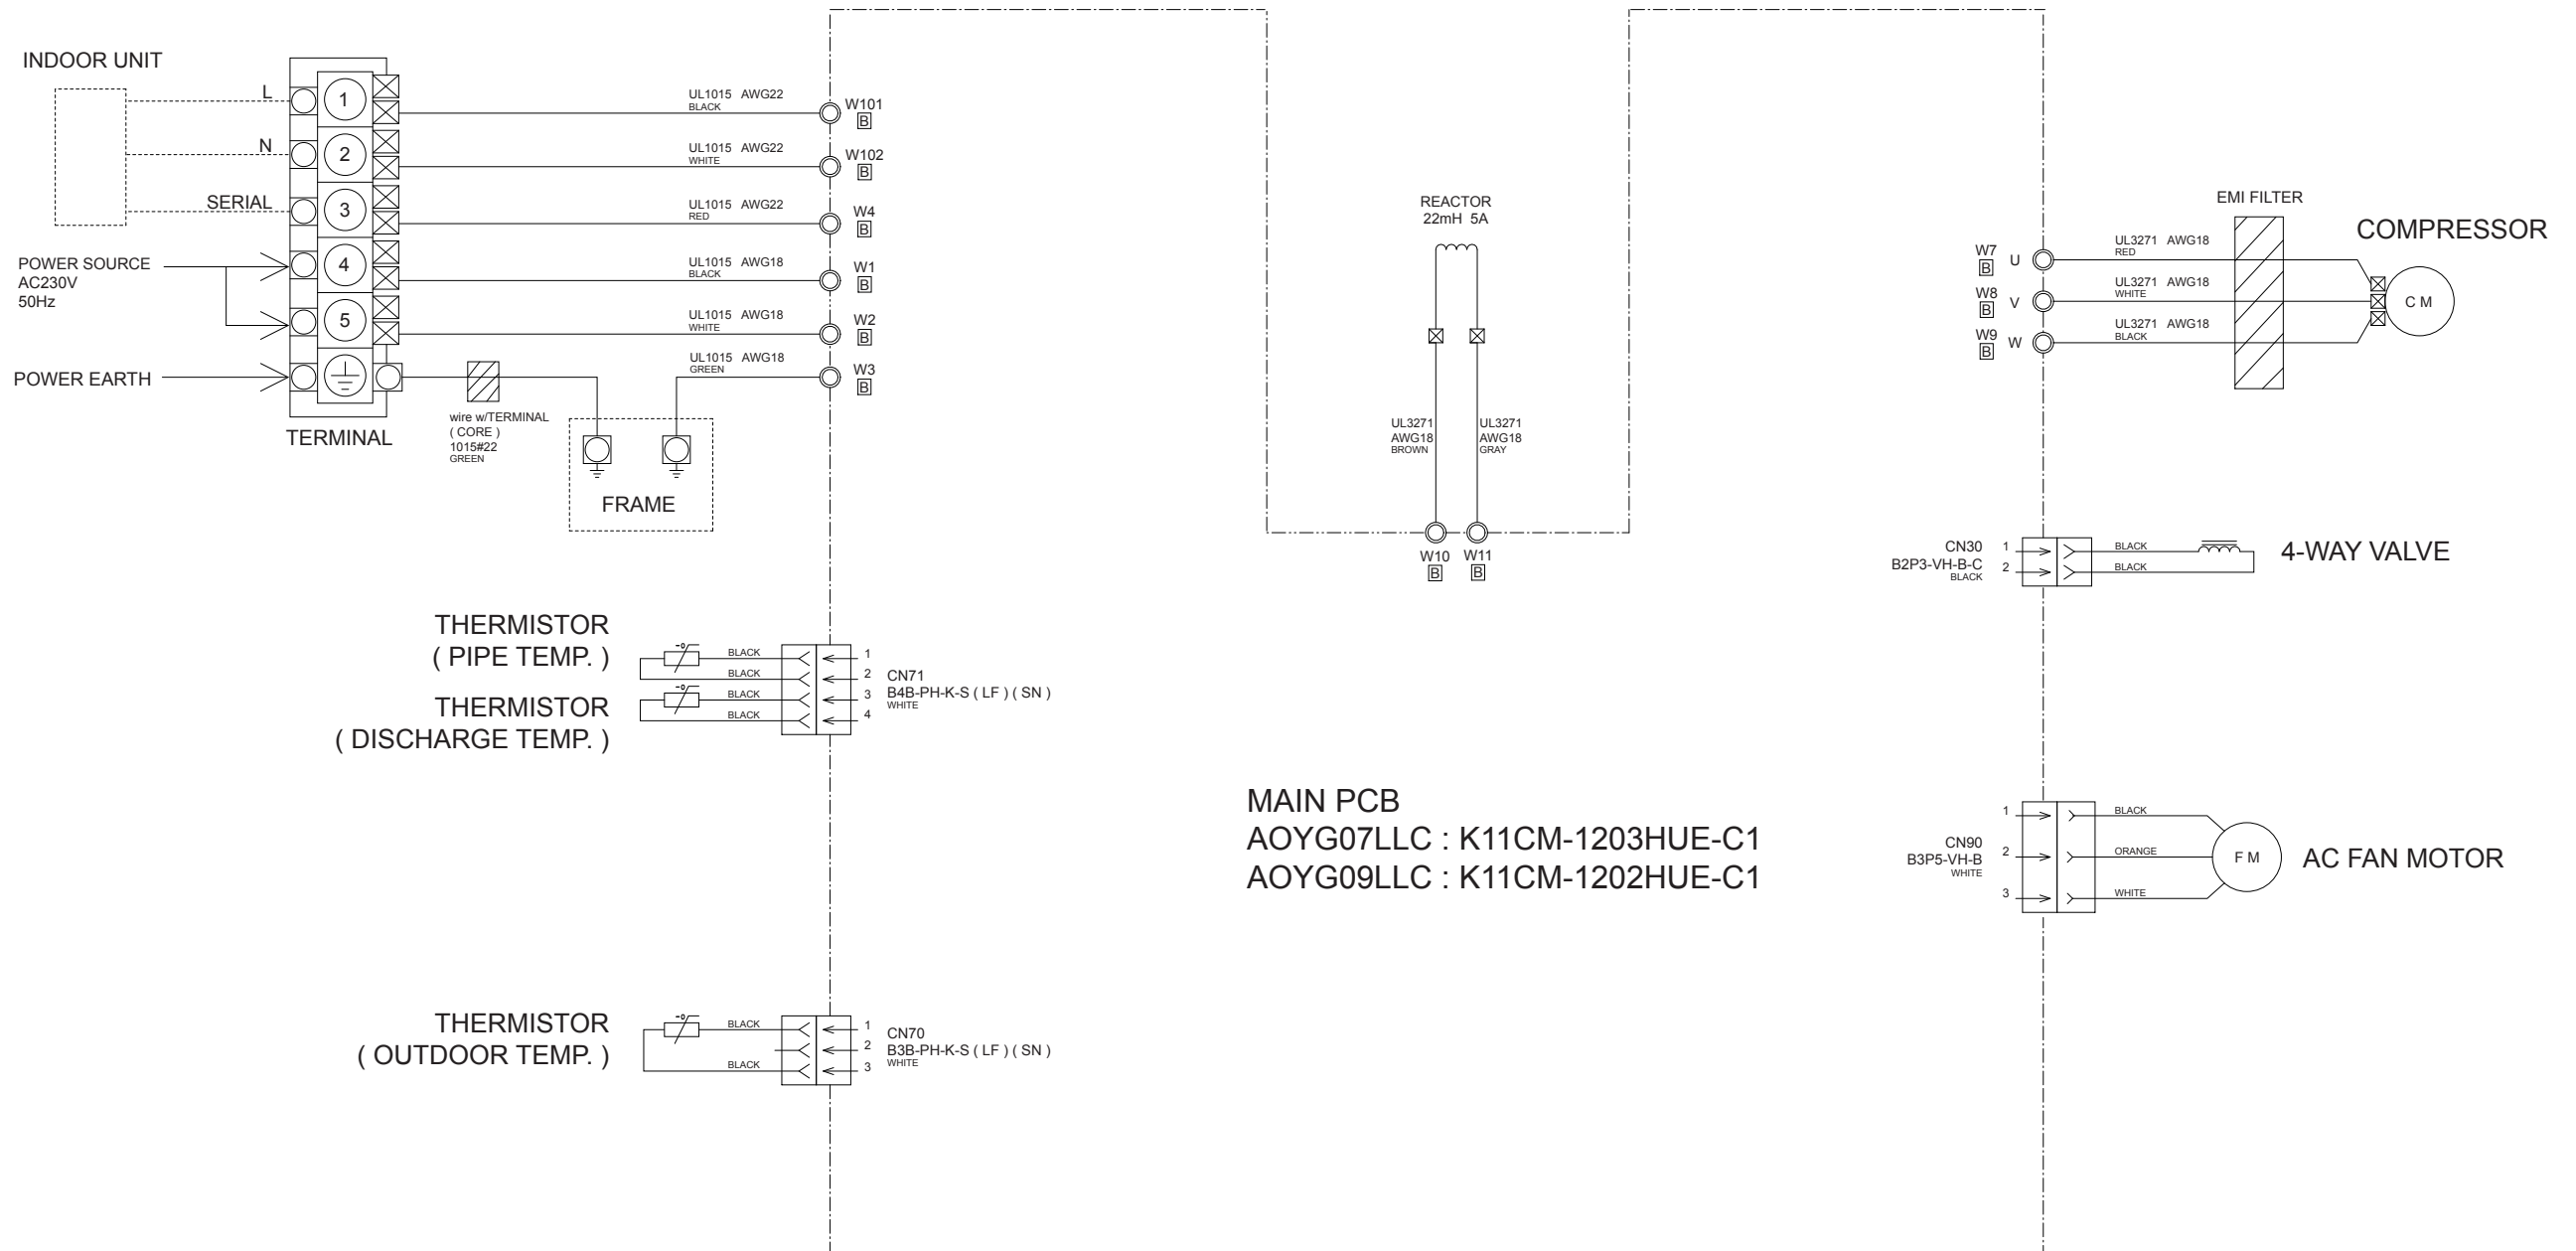 INDOOR UNIT
L
N
SERIAL
POWER SOURCE
AC230V
50Hz
POWER EARTH
1
2
3
4
5
TERMINAL
UL1015 AWG22
BLACK
UL1015 AWG22
WHITE
UL1015 AWG22
RED
UL1015 AWG18
BLACK
UL1015 AWG18
WHITE
UL1015 AWG18
GREEN
W101
B
W102
B
W4
B
W1
B
W2
B
W3
B
wire w/TERMINAL
( CORE )
1015#22
GREEN
FRAME
REACTOR
22mH 5A
UL3271
AWG18
BROWN
UL3271
AWG18
GRAY
W10
B
W11
B
EMI FILTER
COMPRESSOR
W7
B
U
UL3271 AWG18
RED
W8
B
V
UL3271 AWG18
WHITE
W9
B
W
UL3271 AWG18
BLACK
C M
CN30
B2P3-VH-B-C
BLACK
1
2
BLACK
BLACK
4-WAY VALVE
THERMISTOR
( PIPE TEMP. )
THERMISTOR
( DISCHARGE TEMP. )
-θ
BLACK
BLACK
-θ
BLACK
BLACK
1
2
3
4
CN71
B4B-PH-K-S ( LF ) ( SN )
WHITE
MAIN PCB
AOYG07LLC : K11CM-1203HUE-C1
AOYG09LLC : K11CM-1202HUE-C1
CN90
B3P5-VH-B
WHITE
1
2
3
BLACK
ORANGE
WHITE
F M
AC FAN MOTOR
THERMISTOR
( OUTDOOR TEMP. )
-θ
BLACK
BLACK
1
2
3
CN70
B3B-PH-K-S ( LF ) ( SN )
WHITE